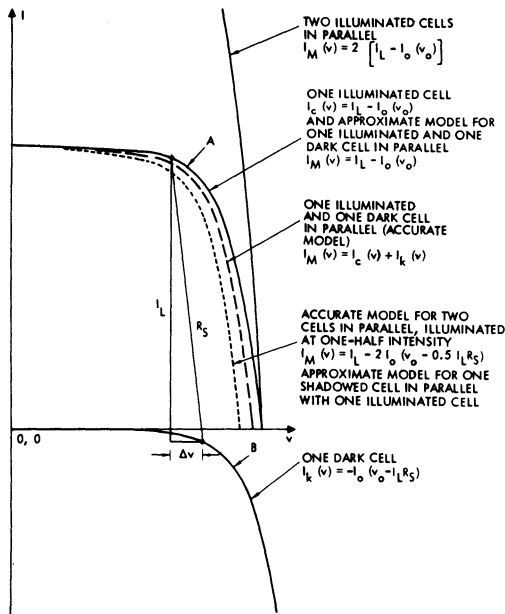 I
TWO ILLUMINATED CELLS
IN PARALLEL
I_M (v) = 2 [I_L - I_o (v_o)]
ONE ILLUMINATED CELL
I_c (v) = I_L - I_o (v_o)
AND APPROXIMATE MODEL FOR
ONE ILLUMINATED AND ONE
DARK CELL IN PARALLEL
I_M (v) = I_L - I_o (v_o)
A
ONE ILLUMINATED
AND ONE DARK CELL
IN PARALLEL (ACCURATE
MODEL)
I_M (v) = I_c (v) + I_k (v)
I_L
R_S
ACCURATE MODEL FOR TWO
CELLS IN PARALLEL, ILLUMINATED
AT ONE-HALF INTENSITY
I_M (v) = I_L - 2 I_o (v_o - 0.5 I_L R_S)
APPROXIMATE MODEL FOR ONE
SHADOWED CELL IN PARALLEL
WITH ONE ILLUMINATED CELL
0, 0
v
B
Δv
ONE DARK CELL
I_k (v) = -I_o (v_o - I_L R_S)